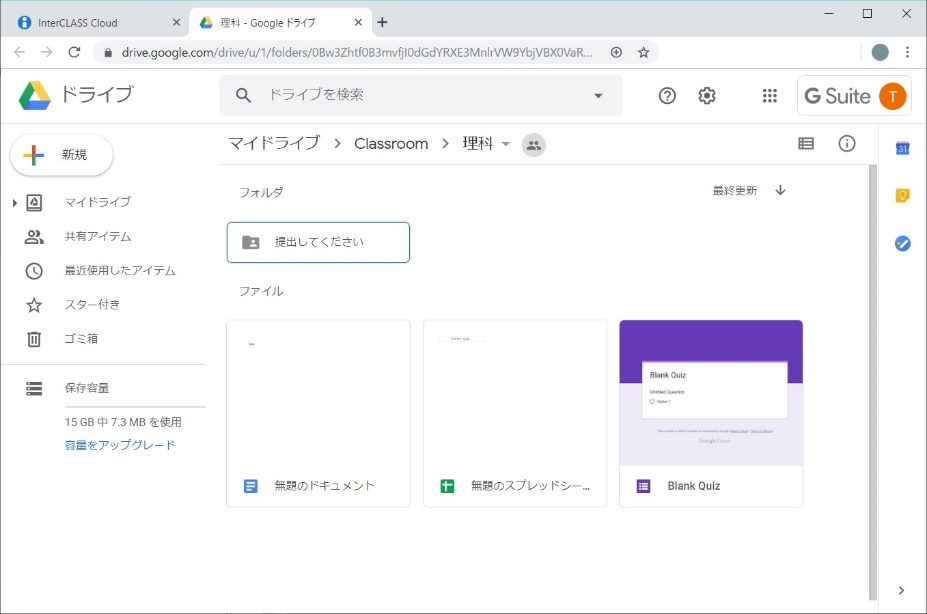 InterCLASS Cloud
理科 - Google ドライブ
drive.google.com/drive/u/1/folders/0Bw3Zhtf0B3mvfjI0dGdYRXE3MnlrVW9YbjVBX0VaR...
ドライブ
ドライブを検索
G Suite
T
新規
マイドライブ
Classroom
理科
31
マイドライブ
共有アイテム
最近使用したアイテム
スター付き
ゴミ箱
保存容量
15 GB 中 7.3 MB を使用
容量をアップグレード
フォルダ
最終更新
提出してください
ファイル
Blank Quiz
Untitled Question
Option 1
Google Forms
無題のドキュメント
無題のスプレッドシー...
Blank Quiz